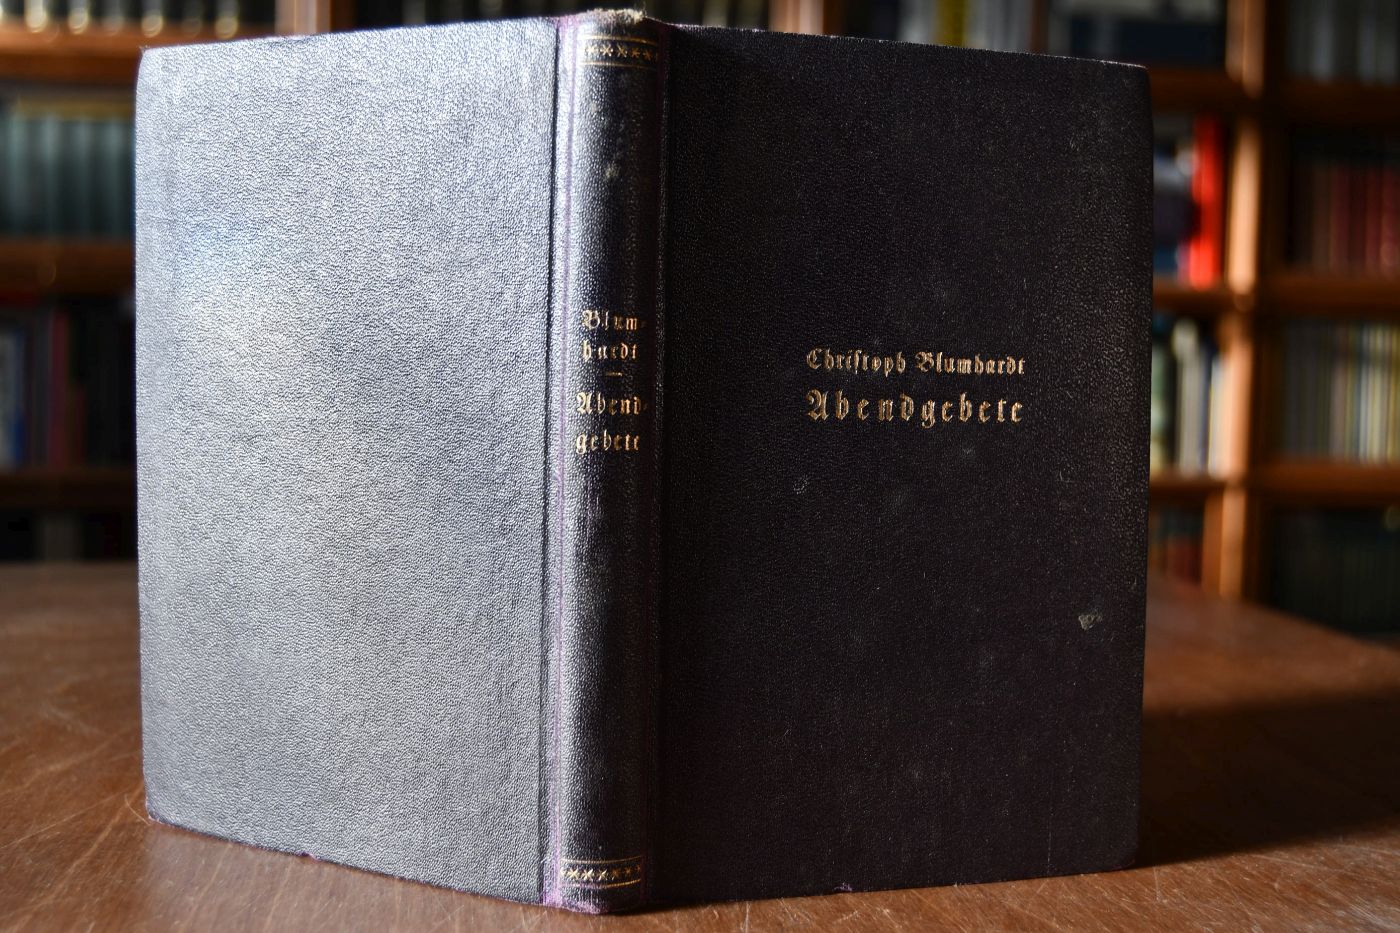 Blum-
hardt
—
Abend-
gebete
Christoph Blumhardt
Abendgebete